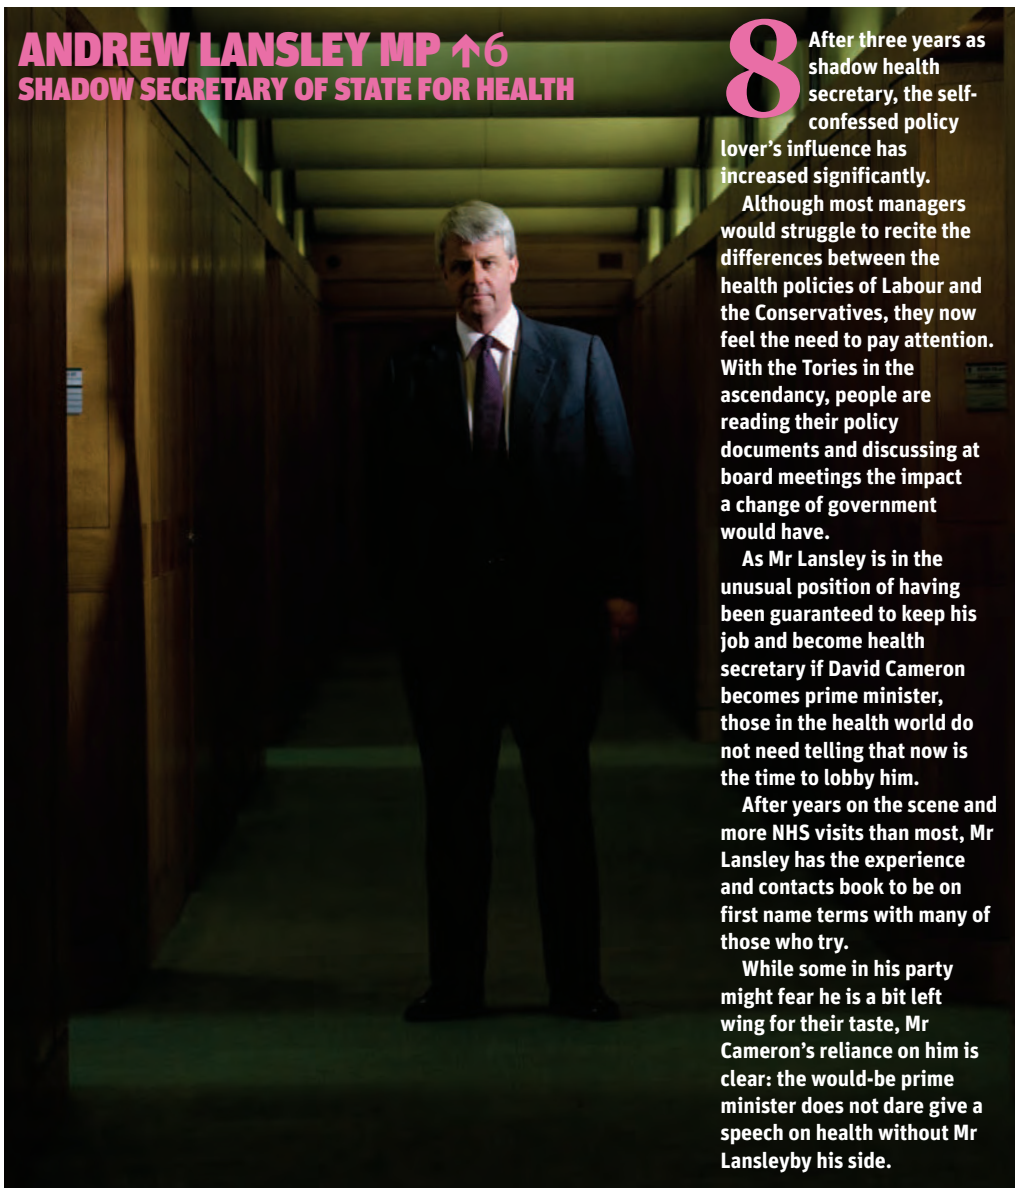 ANDREW LANSLEY MP ↑6
SHADOW SECRETARY OF STATE FOR HEALTH
8
After three years as
shadow health
secretary, the self-
confessed policy
lover’s influence has
increased significantly.
Although most managers
would struggle to recite the
differences between the
health policies of Labour and
the Conservatives, they now
feel the need to pay attention.
With the Tories in the
ascendancy, people are
reading their policy
documents and discussing at
board meetings the impact
a change of government
would have.
As Mr Lansley is in the
unusual position of having
been guaranteed to keep his
job and become health
secretary if David Cameron
becomes prime minister,
those in the health world do
not need telling that now is
the time to lobby him.
After years on the scene and
more NHS visits than most, Mr
Lansley has the experience
and contacts book to be on
first name terms with many of
those who try.
While some in his party
might fear he is a bit left
wing for their taste, Mr
Cameron’s reliance on him is
clear: the would-be prime
minister does not dare give a
speech on health without Mr
Lansleyby his side.